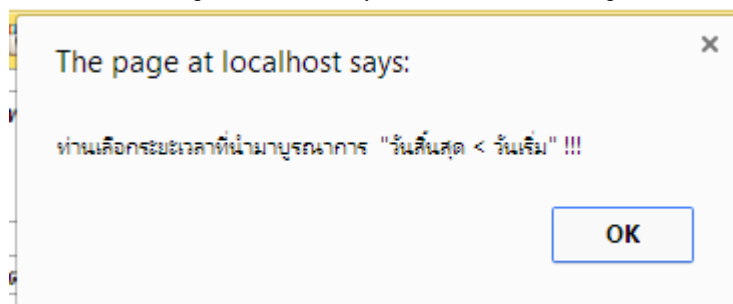 The page at localhost says:
ท่านเลือกระยะเวลาที่นำมาบูรณาการ "วันสิ้นสุด < วันเริ่ม" !!!
OK